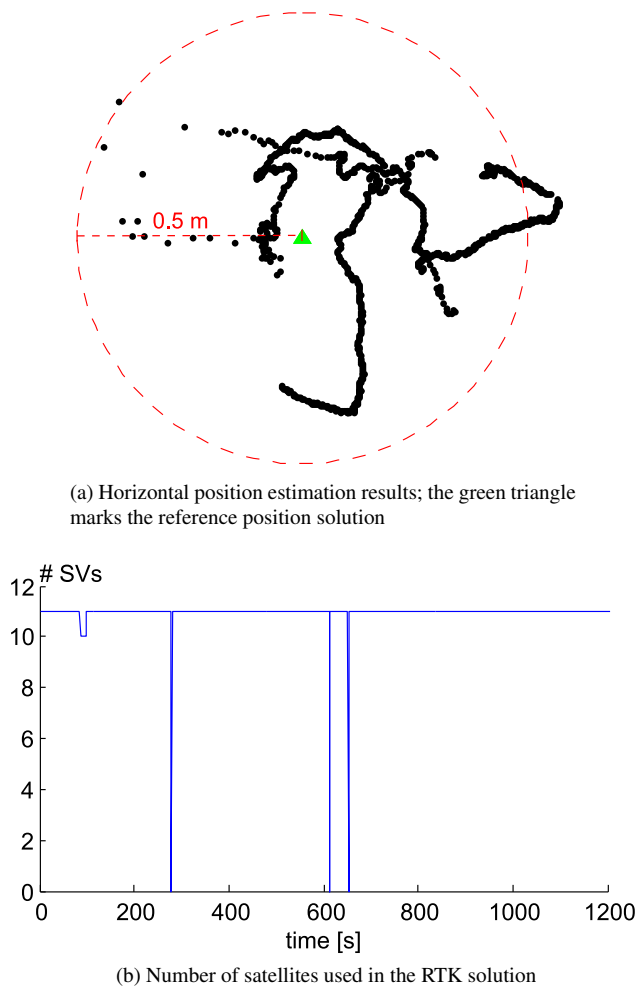 0.5 m
(a) Horizontal position estimation results; the green triangle
marks the reference position solution
# SVs
12
10
8
6
4
2
0
0 200 400 600 800 1000 1200
time [s]
(b) Number of satellites used in the RTK solution